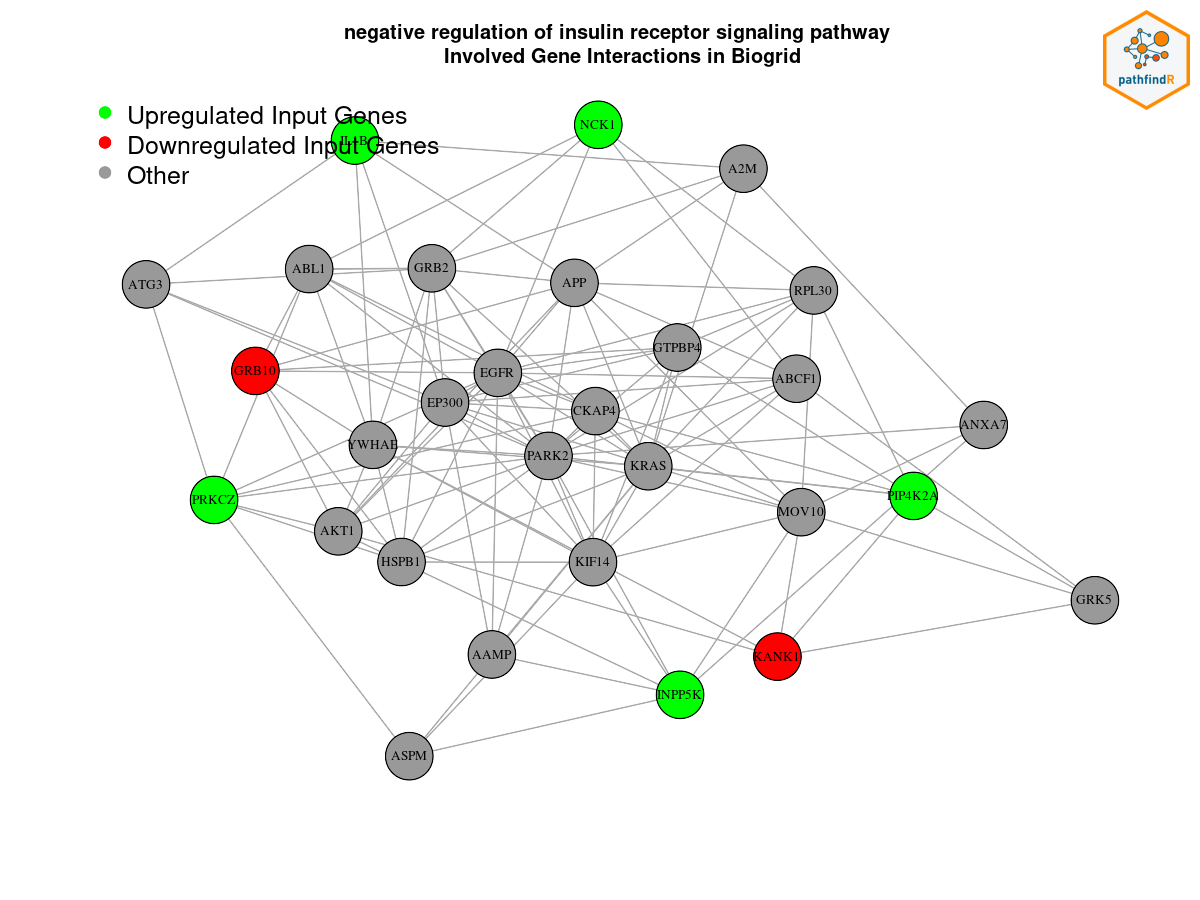 negative regulation of insulin receptor signaling pathway
Involved Gene Interactions in Biogrid
pathfindR
Upregulated Input Genes
Downregulated Input Genes
Other
IL1B
NCK1
A2M
ATG3
ABL1
GRB2
APP
RPL30
GTPBP4
GRB10
EGFR
ABCF1
EP300
CKAP4
ANXA7
YWHAE
PARK2
KRAS
PRKCZ
PIP4K2A
AKT1
MOV10
HSPB1
KIF14
GRK5
AAMP
KANK1
INPP5K
ASPM